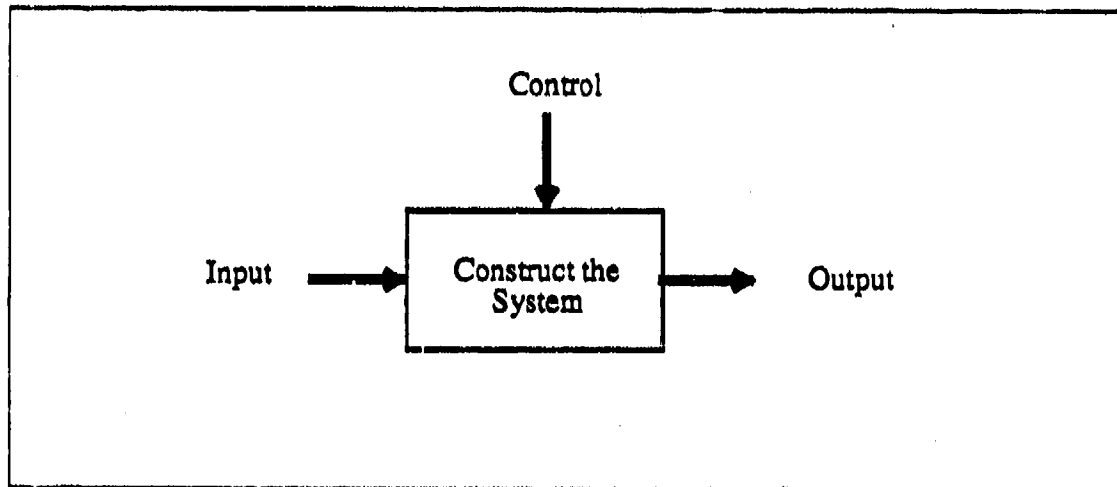 Control
Input
Construct the
System
Output